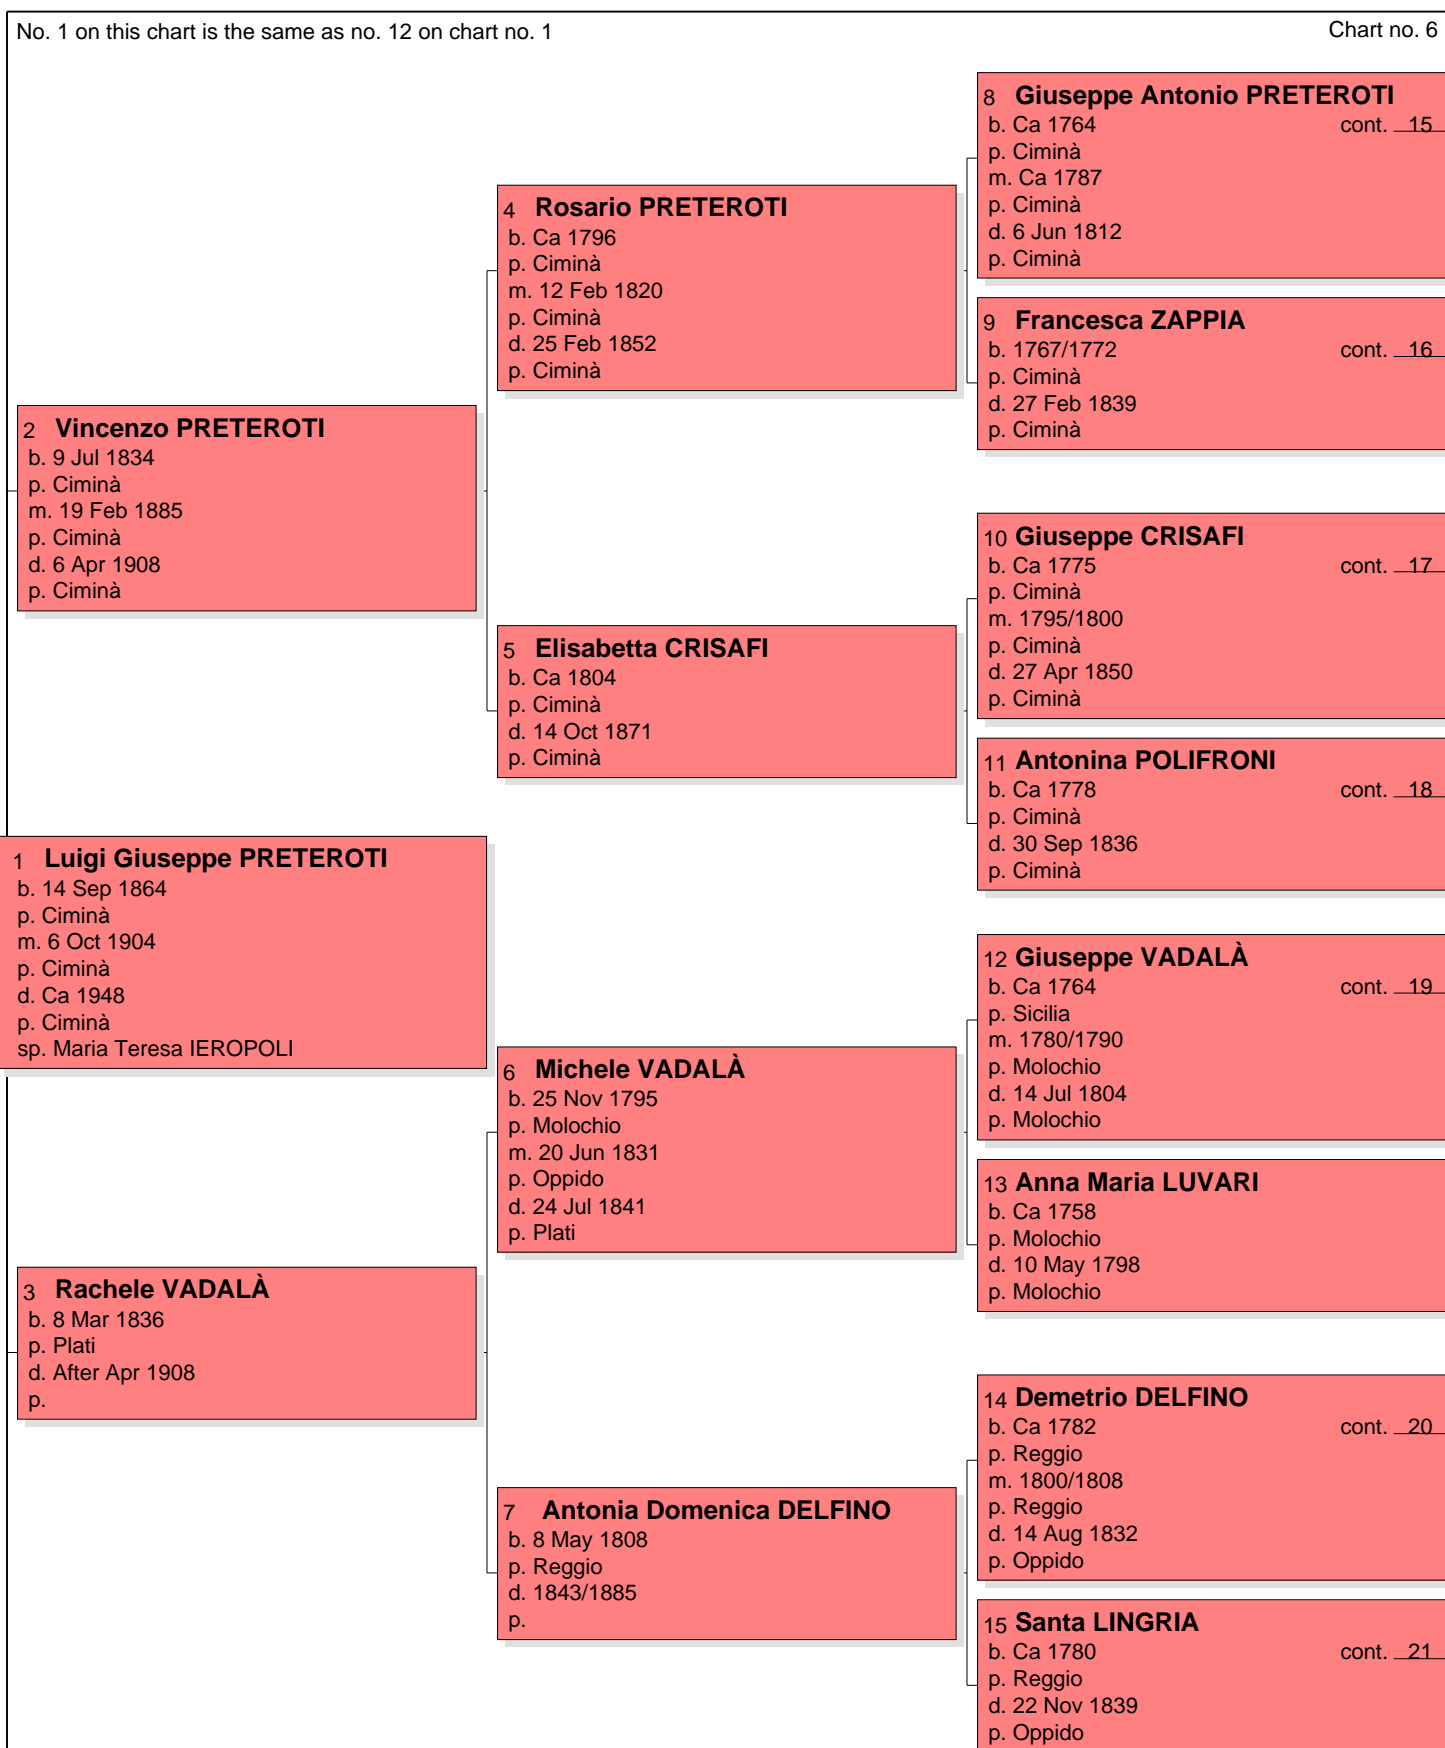 No. 1 on this chart is the same as no. 12 on chart no. 1
Chart no. 6
8 Giuseppe Antonio PRETEROTI
b. Ca 1764 cont. 15
p. Ciminà
m. Ca 1787
p. Ciminà
d. 6 Jun 1812
p. Ciminà
4 Rosario PRETEROTI
b. Ca 1796
p. Ciminà
m. 12 Feb 1820
p. Ciminà
d. 25 Feb 1852
p. Ciminà
9 Francesca ZAPPIA
b. 1767/1772 cont. 16
p. Ciminà
d. 27 Feb 1839
p. Ciminà
2 Vincenzo PRETEROTI
b. 9 Jul 1834
p. Ciminà
m. 19 Feb 1885
p. Ciminà
d. 6 Apr 1908
p. Ciminà
10 Giuseppe CRISAFI
b. Ca 1775 cont. 17
p. Ciminà
m. 1795/1800
p. Ciminà
d. 27 Apr 1850
p. Ciminà
5 Elisabetta CRISAFI
b. Ca 1804
p. Ciminà
d. 14 Oct 1871
p. Ciminà
11 Antonina POLIFRONI
b. Ca 1778 cont. 18
p. Ciminà
d. 30 Sep 1836
p. Ciminà
1 Luigi Giuseppe PRETEROTI
b. 14 Sep 1864
p. Ciminà
m. 6 Oct 1904
p. Ciminà
d. Ca 1948
p. Ciminà
sp. Maria Teresa IEROPOLI
12 Giuseppe VADALÀ
b. Ca 1764 cont. 19
p. Sicilia
m. 1780/1790
p. Molochio
d. 14 Jul 1804
p. Molochio
6 Michele VADALÀ
b. 25 Nov 1795
p. Molochio
m. 20 Jun 1831
p. Oppido
d. 24 Jul 1841
p. Plati
13 Anna Maria LUVARI
b. Ca 1758
p. Molochio
d. 10 May 1798
p. Molochio
3 Rachele VADALÀ
b. 8 Mar 1836
p. Plati
d. After Apr 1908
p.
14 Demetrio DELFINO
b. Ca 1782 cont. 20
p. Reggio
m. 1800/1808
p. Reggio
d. 14 Aug 1832
p. Oppido
7 Antonia Domenica DELFINO
b. 8 May 1808
p. Reggio
d. 1843/1885
p.
15 Santa LINGRIA
b. Ca 1780 cont. 21
p. Reggio
d. 22 Nov 1839
p. Oppido